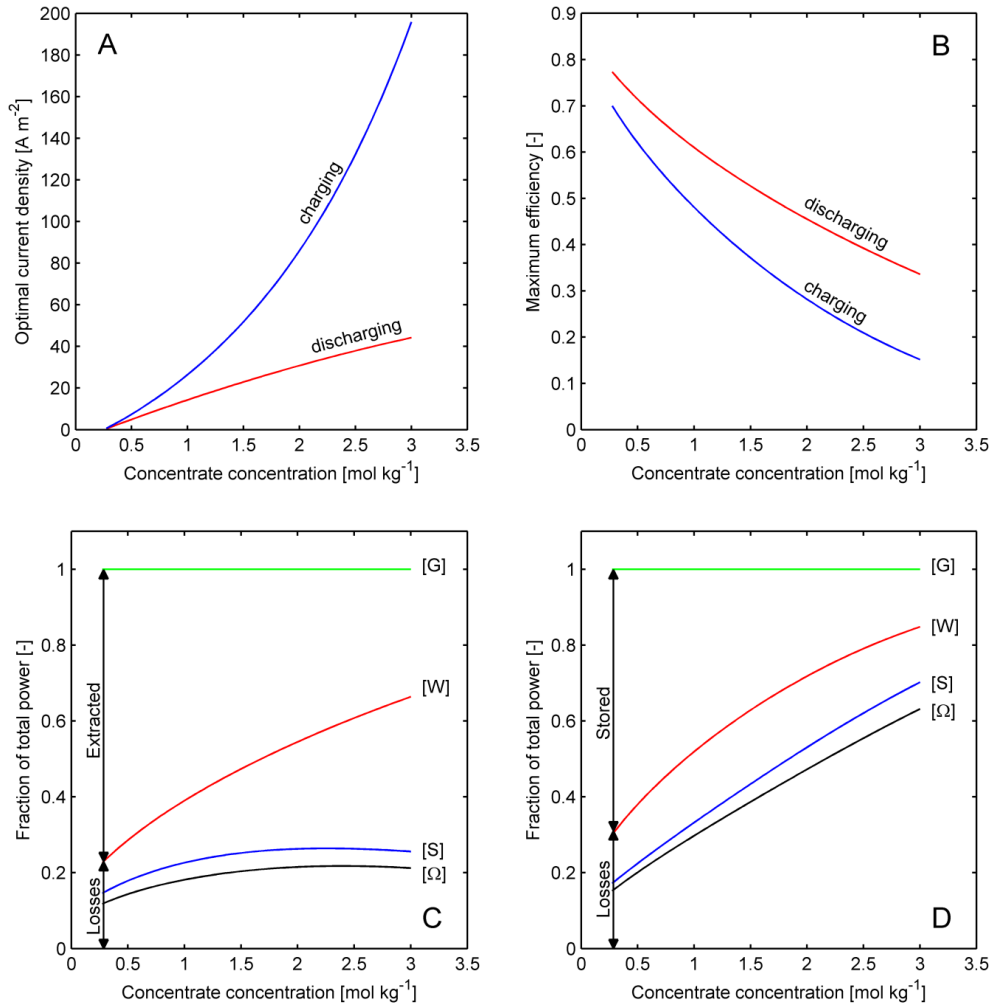 A
200
180
160
140
120
100
80
60
40
20
0
Optimal current density [A m⁻²]
charging
discharging
0 0.5 1 1.5 2 2.5 3 3.5
Concentrate concentration [mol kg⁻¹]
B
0.9
0.8
0.7
0.6
0.5
0.4
0.3
0.2
0.1
0
Maximum efficiency [-]
discharging
charging
0 0.5 1 1.5 2 2.5 3 3.5
Concentrate concentration [mol kg⁻¹]
1
0.8
0.6
0.4
0.2
0
Fraction of total power [-]
Extracted
Losses
[G]
[W]
[S]
[Ω]
C
0 0.5 1 1.5 2 2.5 3 3.5
Concentrate concentration [mol kg⁻¹]
1
0.8
0.6
0.4
0.2
0
Fraction of total power [-]
Stored
Losses
[G]
[W]
[S]
[Ω]
D
0 0.5 1 1.5 2 2.5 3 3.5
Concentrate concentration [mol kg⁻¹]